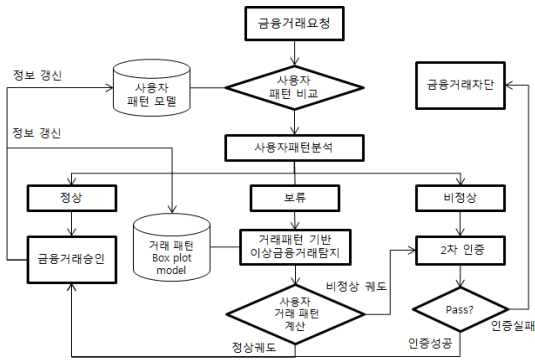 금융거래요청
정보 갱신
사용자
패턴 모델
사용자
패턴 비교
금융거래차단
정보 갱신
사용자패턴분석
정상
보류
비정상
금융거래승인
거래 패턴
Box plot
model
거래패턴 기반
이상금융거래탐지
2차 인증
비정상 궤도
사용자
거래 패턴
계산
Pass?
인증실패
정상궤도
인증성공